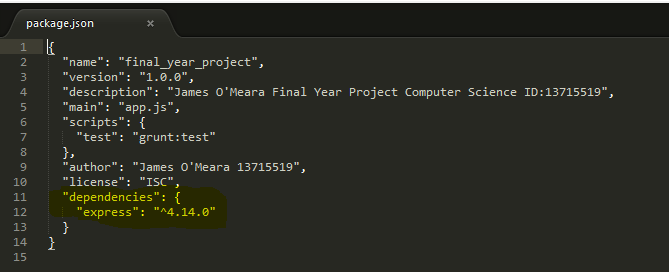 package.json ×
1 {
2   "name": "final_year_project",
3   "version": "1.0.0",
4   "description": "James O'Meara Final Year Project Computer Science ID:13715519",
5   "main": "app.js",
6   "scripts": {
7     "test": "grunt:test"
8   },
9   "author": "James O'Meara 13715519",
10   "license": "ISC",
11   "dependencies": {
12     "express": "^4.14.0"
13   }
14 }
15